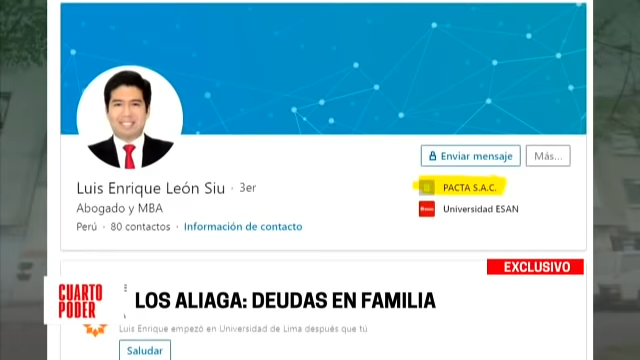 Luis Enrique León Siu · 3er
Abogado y MBA
Perú · 80 contactos · Información de contacto
Enviar mensaje
Más...
PACTA S.A.C.
Universidad ESAN
EXCLUSIVO
CUARTO
PODER
LOS ALIAGA: DEUDAS EN FAMILIA
Luis Enrique empezó en Universidad de Lima después que tú
Saludar